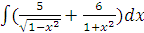 ∫(5/√(1−x²) + 6/(1+x²))dx